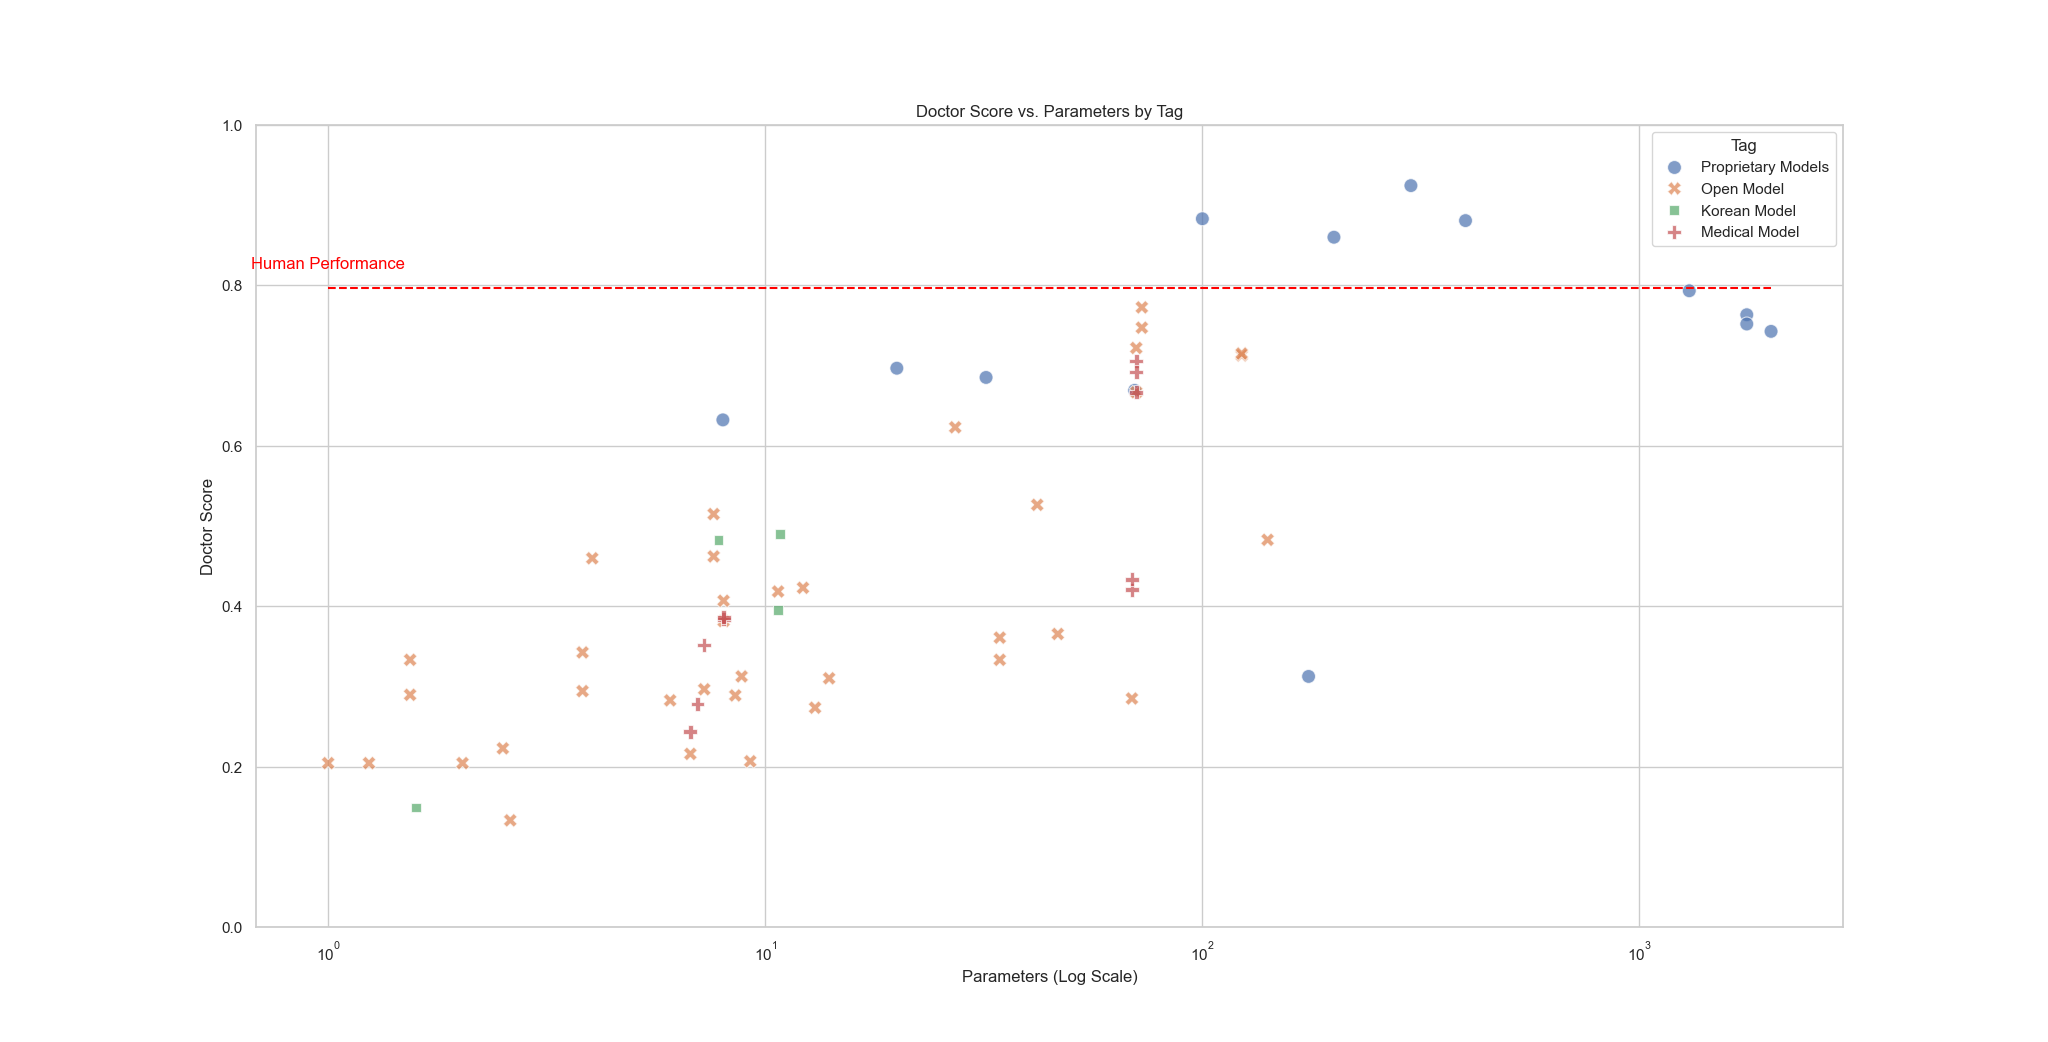 Doctor Score vs. Parameters by Tag
1.0
0.8
0.6
0.4
0.2
0.0
Doctor Score
Human Performance
Tag
Proprietary Models
Open Model
Korean Model
Medical Model
10⁰
10¹
10²
10³
Parameters (Log Scale)